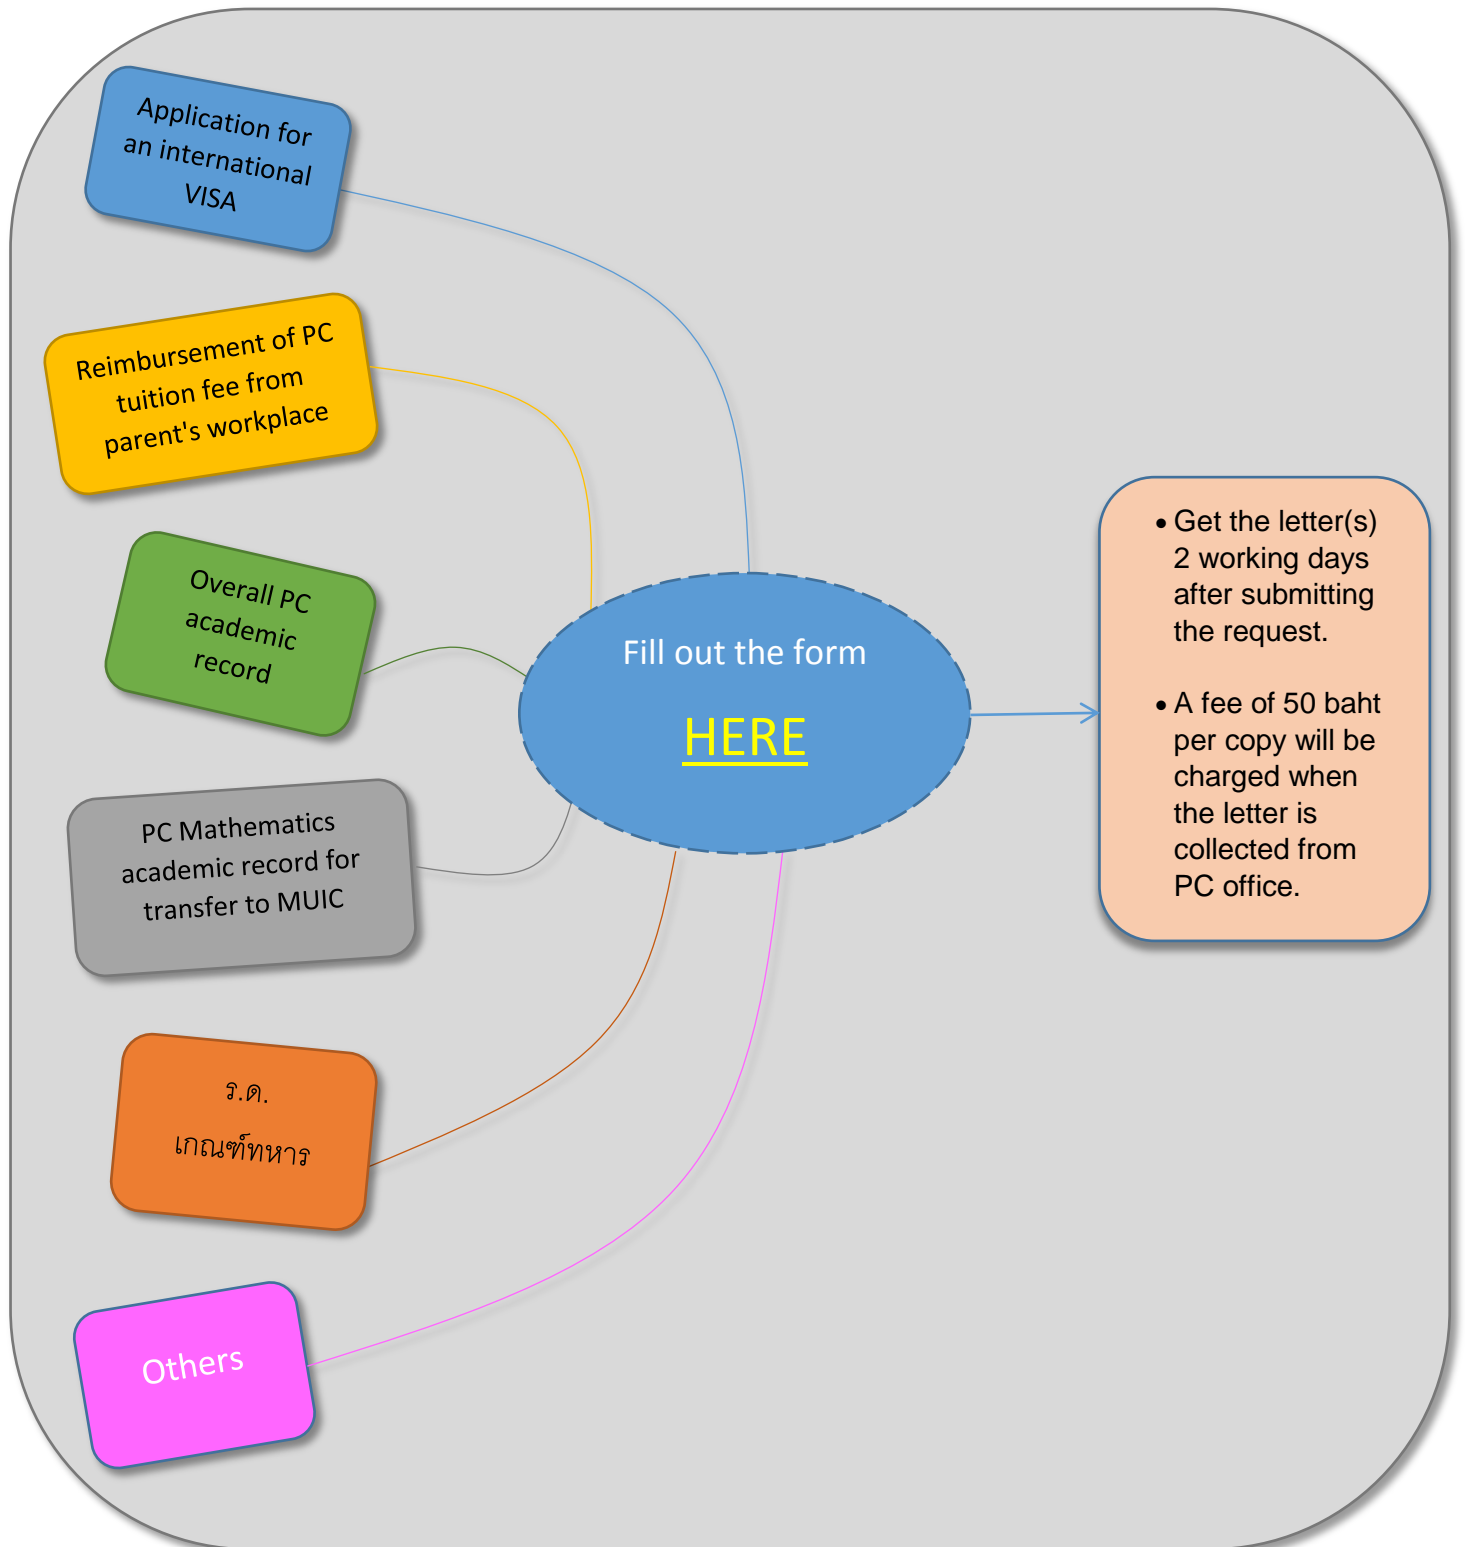 Application for
an international
VISA
Reimbursement of PC
tuition fee from
parent's workplace
Overall PC
academic
record
PC Mathematics
academic record for
transfer to MUIC
ร.ด.
เกณฑ์ทหาร
Others
Fill out the form
HERE
• Get the letter(s)
2 working days
after submitting
the request.
• A fee of 50 baht
per copy will be
charged when
the letter is
collected from
PC office.